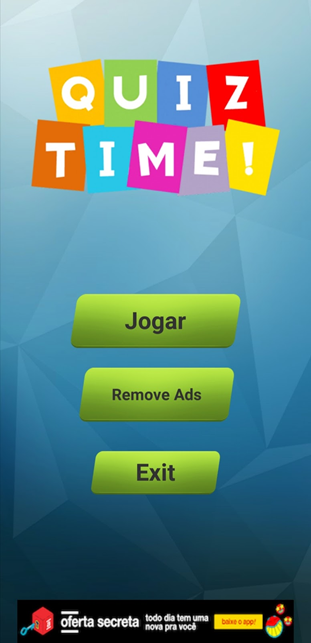 QUIZ
TIME!
Jogar
Remove Ads
Exit
oferta secreta
todo dia tem uma
nova pra você
baixe o app!